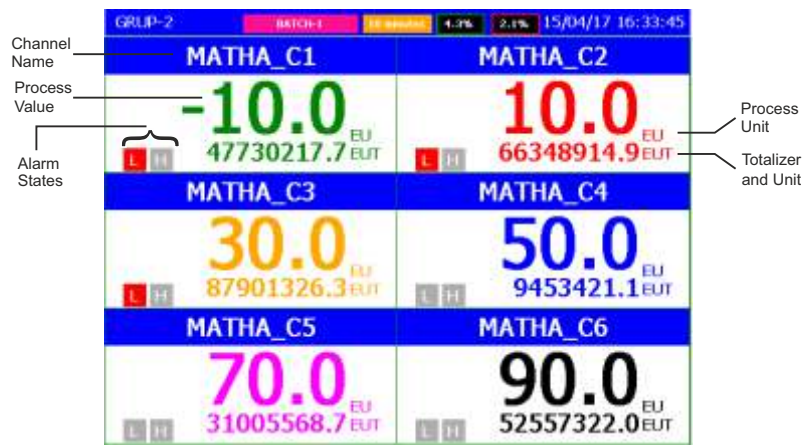 GRUP-2 BATCH-1 10 minutes 4.3% 2.1% 15/04/17 16:33:45
Channel Name
MATHA_C1 MATHA_C2
Process Value
-10.0 EU 10.0 EU
Process Unit
Alarm States
L H 47730217.7 EUT L H 66348914.9 EUT
Totalizer and Unit
MATHA_C3 MATHA_C4
30.0 EU 50.0 EU
L H 87901326.3 EUT L H 9453421.1 EUT
MATHA_C5 MATHA_C6
70.0 EU 90.0 EU
L H 31005568.7 EUT L H 52557322.0 EUT